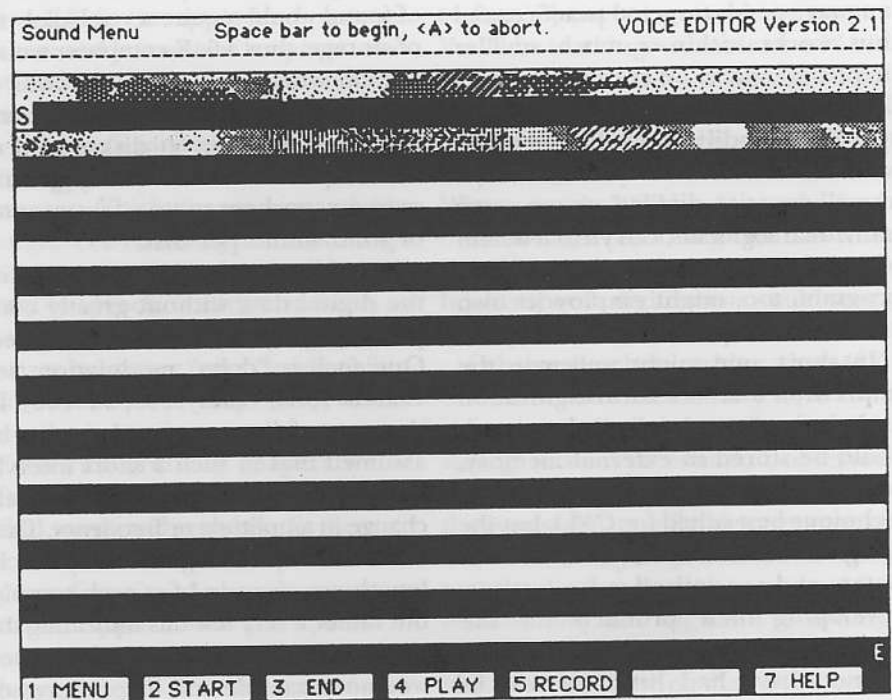 Sound Menu Space bar to begin, <A> to abort. VOICE EDITOR Version 2.1
S
E
1 MENU 2 START 3 END 4 PLAY 5 RECORD 7 HELP